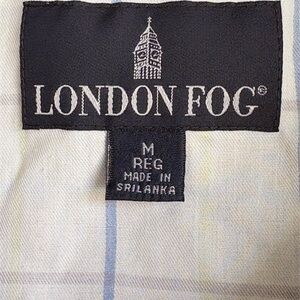 LONDON FOG®
M
REG
MADE IN
SRILANKA